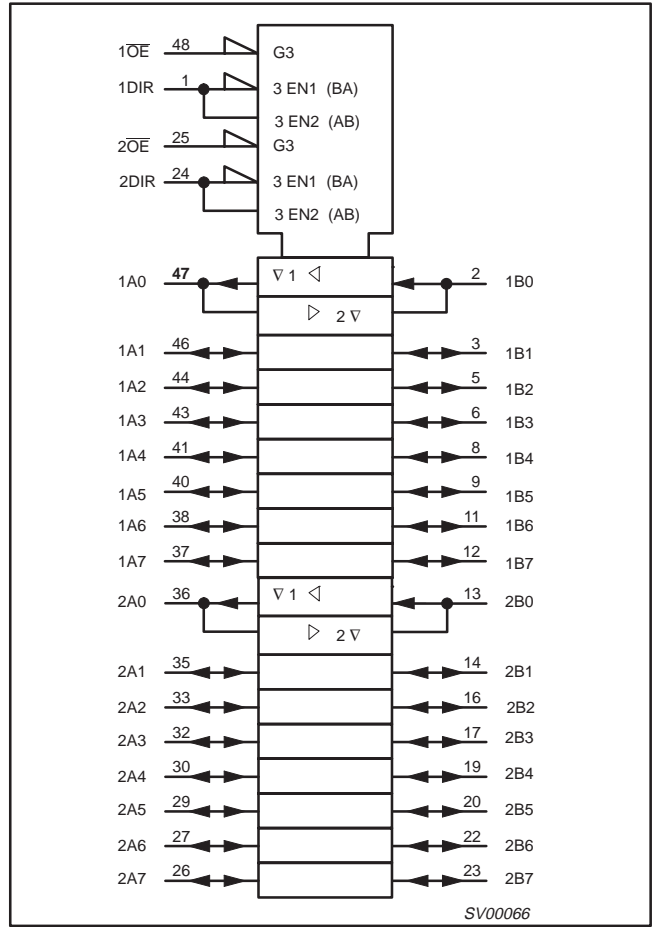 1O̅E̅ 48 G3
1DIR 1 3 EN1 (BA)
3 EN2 (AB)
2O̅E̅ 25 G3
2DIR 24 3 EN1 (BA)
3 EN2 (AB)
1A0 47 ∇ 1 ◁ 2 1B0
▷ 2 ∇
1A1 46 3 1B1
1A2 44 5 1B2
1A3 43 6 1B3
1A4 41 8 1B4
1A5 40 9 1B5
1A6 38 11 1B6
1A7 37 12 1B7
2A0 36 ∇ 1 ◁ 13 2B0
▷ 2 ∇
2A1 35 14 2B1
2A2 33 16 2B2
2A3 32 17 2B3
2A4 30 19 2B4
2A5 29 20 2B5
2A6 27 22 2B6
2A7 26 23 2B7
SV00066